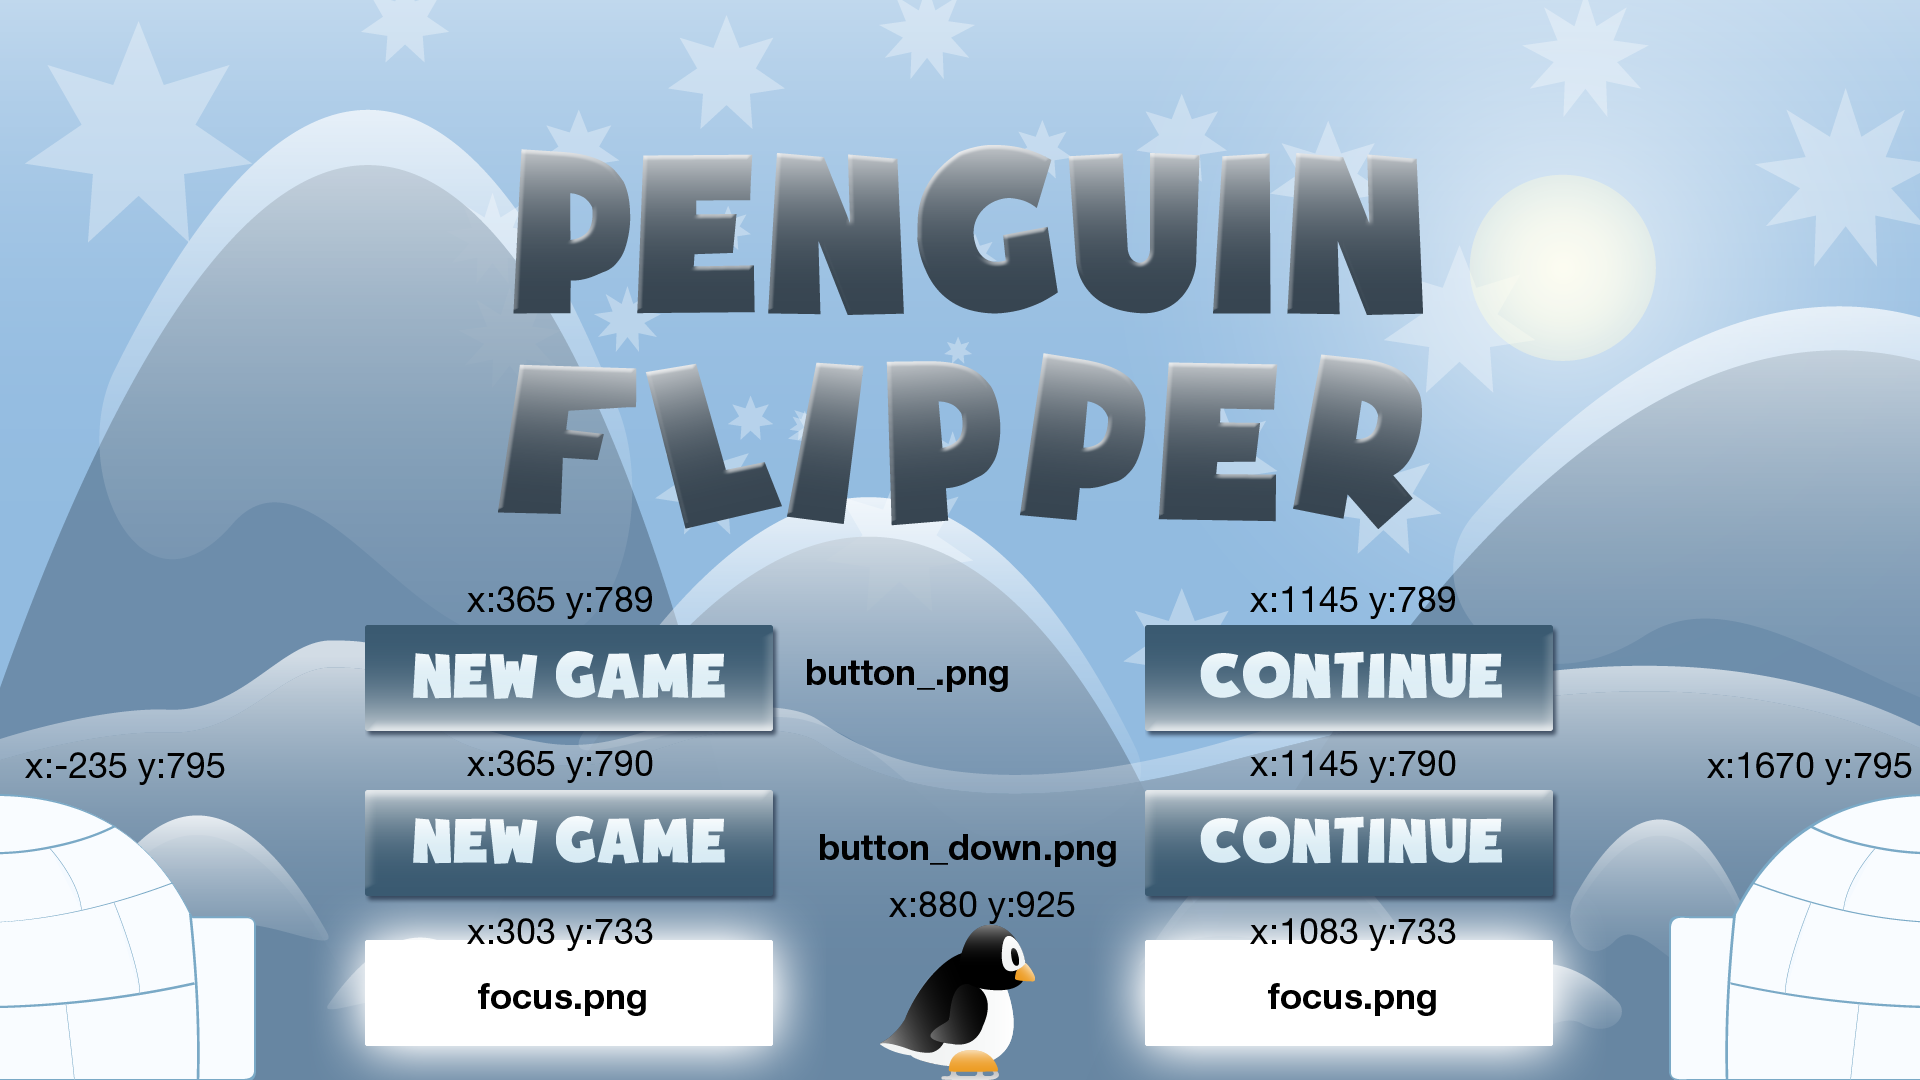 PENGUIN
FLIPPER
x:365 y:789
x:1145 y:789
NEW GAME
button_.png
CONTINUE
x:-235 y:795
x:365 y:790
x:1145 y:790
x:1670 y:795
NEW GAME
button_down.png
CONTINUE
x:880 y:925
x:303 y:733
x:1083 y:733
focus.png
focus.png